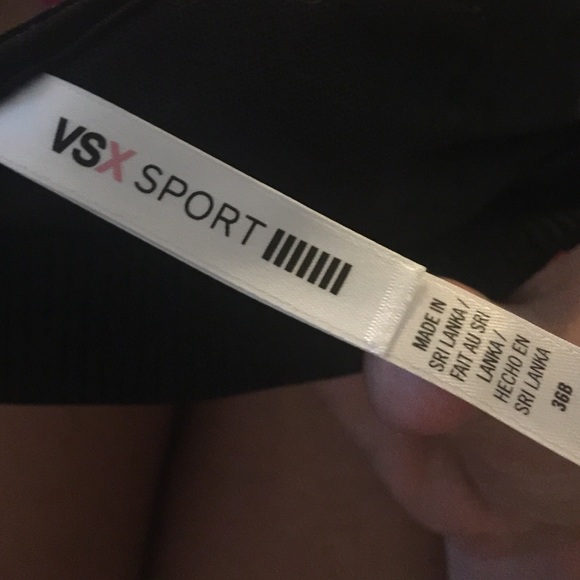 VSX SPORT
MADE IN
SRI LANKA /
FAIT AU SRI
LANKA /
HECHO EN
SRI LANKA
36B